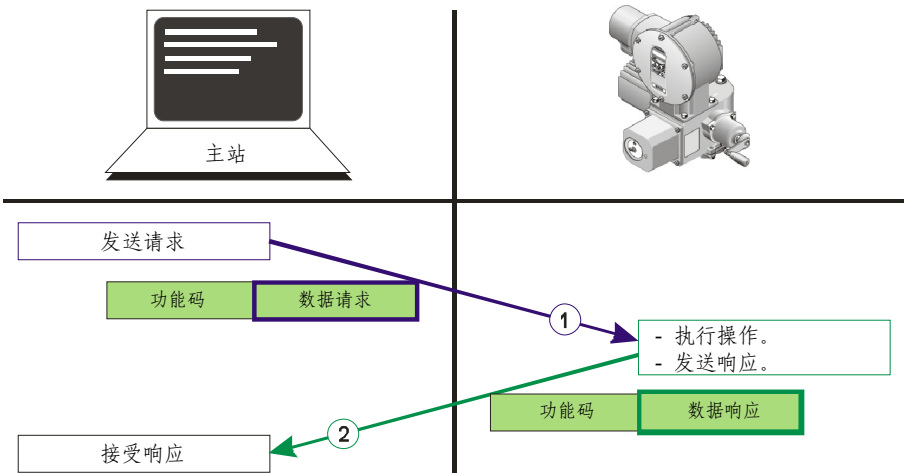 主站
发送请求
功能码 数据请求
1
- 执行操作。
- 发送响应。
功能码 数据响应
2
接受响应